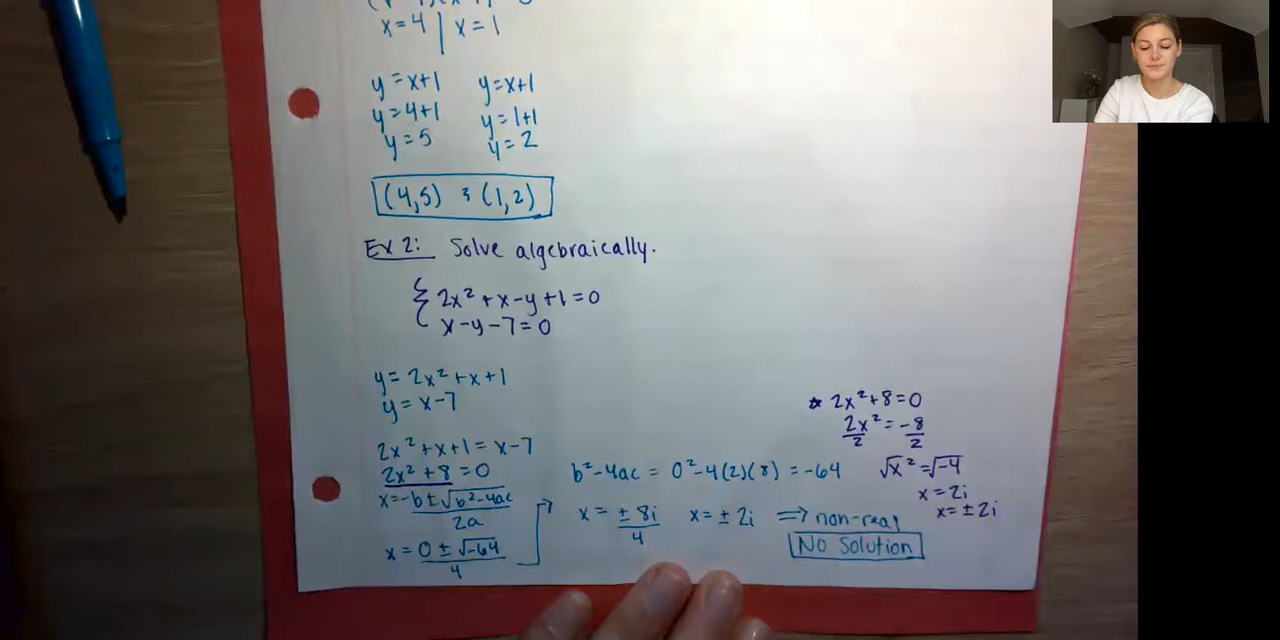 x=4 | x=1
y=x+1 y=x+1
y=4+1 y=1+1
y=5 y=2
(4,5) & (1,2)
Ex 2: Solve algebraically.
{ 2x²+x-y+1=0
x-y-7=0
y=2x²+x+1
y=x-7
2x²+x+1=x-7
2x²+8=0
x=-b±√b²-4ac / 2a
x=0±√-64 / 4
b²-4ac = 0²-4(2)(8) = -64
x=±8i / 4 x=±2i ⇒ non-real
No Solution
* 2x²+8=0
2x²/2 = -8/2
√x²=√-4
x=2i
x=±2i